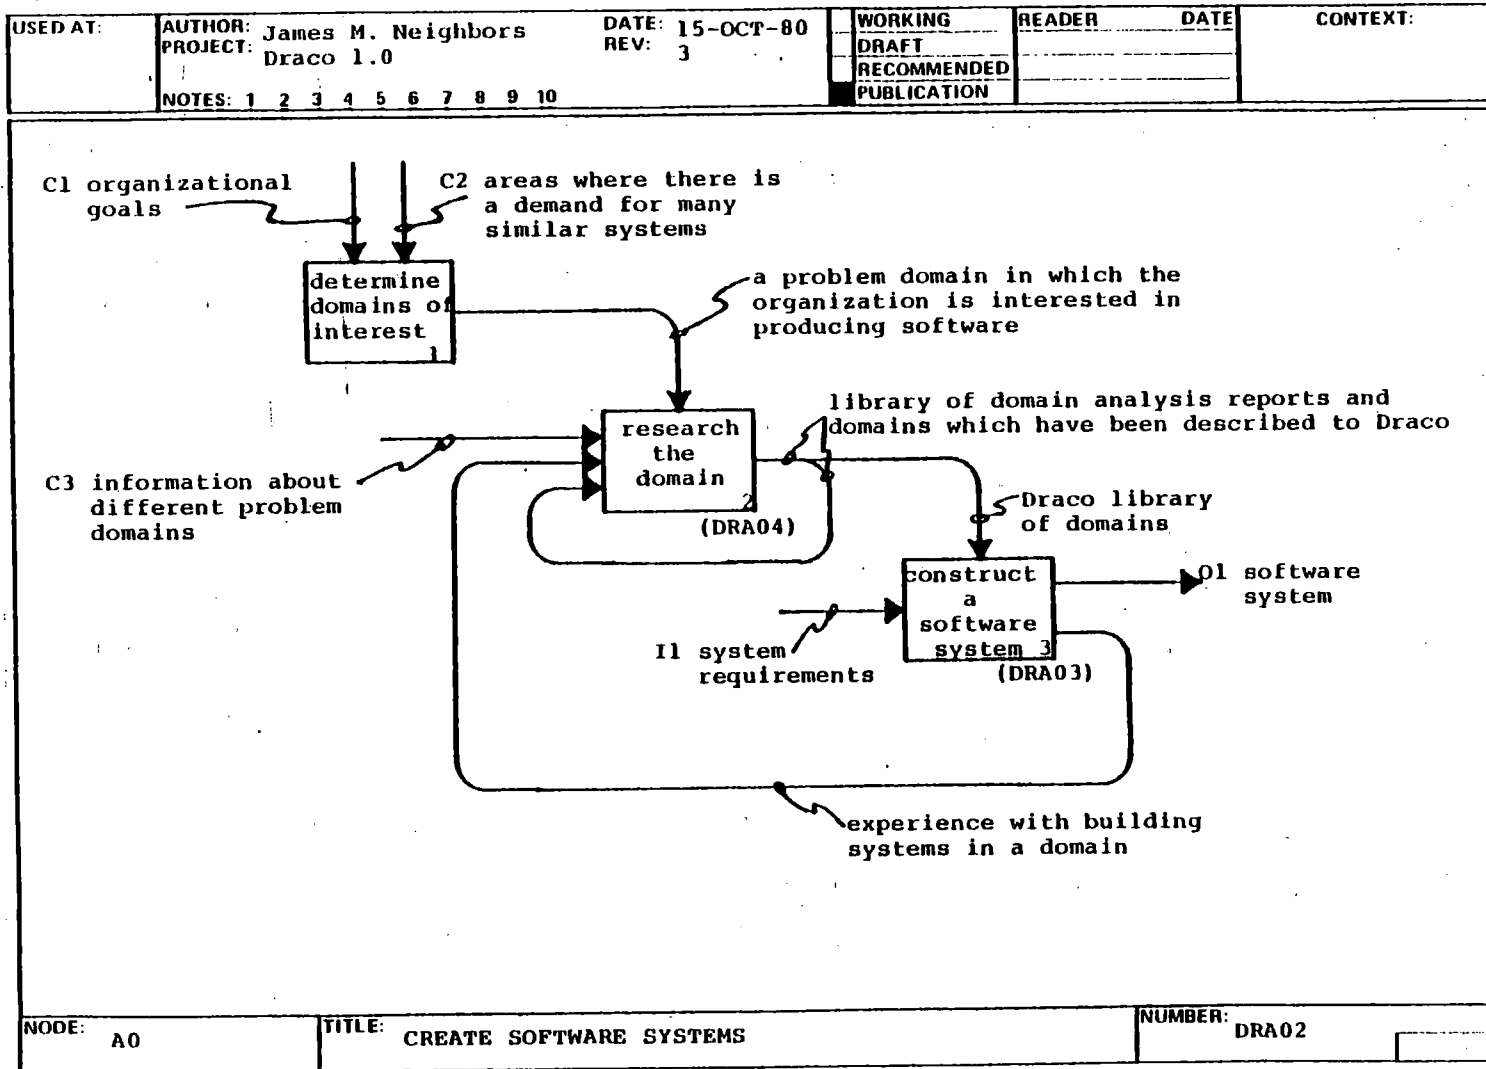 USED AT:
AUTHOR: James M. Neighbors
PROJECT: Draco 1.0
NOTES: 1 2 3 4 5 6 7 8 9 10
DATE: 15-OCT-80
REV: 3
WORKING
DRAFT
RECOMMENDED
PUBLICATION
READER DATE
CONTEXT:
C1 organizational
goals
C2 areas where there is
a demand for many
similar systems
determine
domains of
interest
1
a problem domain in which the
organization is interested in
producing software
library of domain analysis reports and
domains which have been described to Draco
research
the
domain
2
(DRA04)
C3 information about
different problem
domains
Draco library
of domains
construct
a
software
system 3
(DRA03)
O1 software
system
I1 system
requirements
experience with building
systems in a domain
NODE: A0
TITLE: CREATE SOFTWARE SYSTEMS
NUMBER: DRA02